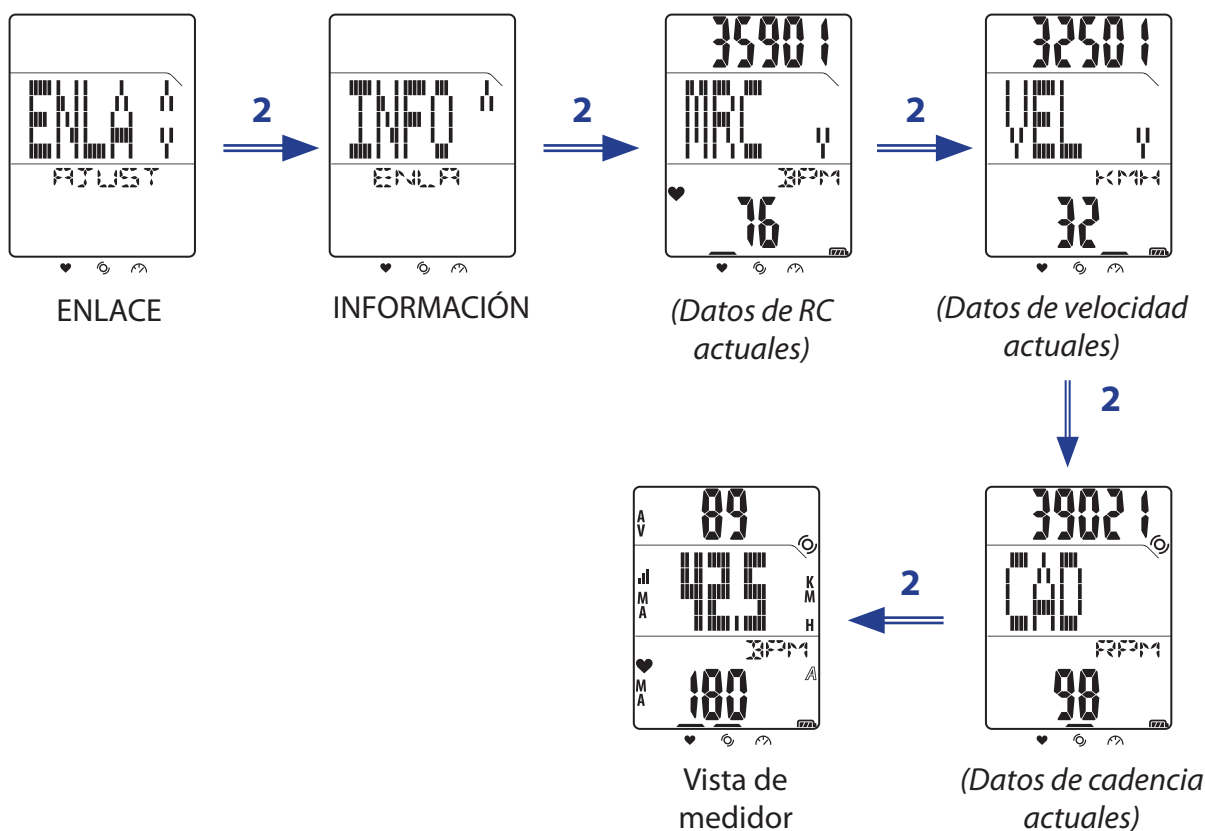 ENLA
AJUST
ENLACE
2
INFO
ENLA
INFORMACIÓN
2
35901
MRC
BPM
76
(Datos de RC
actuales)
2
32501
VEL
KMH
32
(Datos de velocidad
actuales)
2
39021
CAD
RPM
98
(Datos de cadencia
actuales)
2
AV
89
42.5
MA
KM
H
BPM
A
MA
180
Vista de
medidor